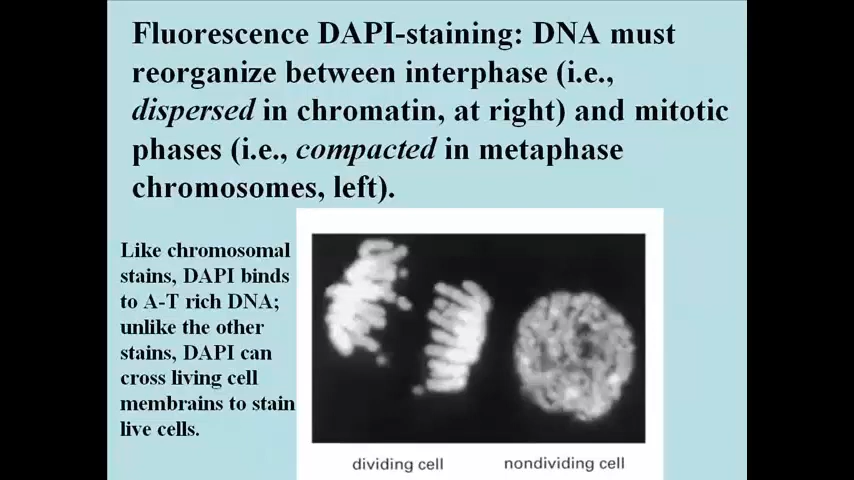 Fluorescence DAPI-staining: DNA must
reorganize between interphase (i.e.,
dispersed in chromatin, at right) and mitotic
phases (i.e., compacted in metaphase
chromosomes, left).
Like chromosomal
stains, DAPI binds
to A-T rich DNA;
unlike the other
stains, DAPI can
cross living cell
membrains to stain
live cells.
dividing cell
nondividing cell